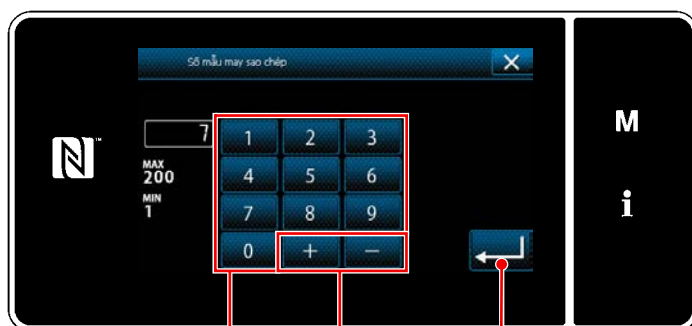 Số mẫu may sao chép
7
1 2 3
MAX
200
4 5 6
MIN
1
7 8 9
0 + −
M
i